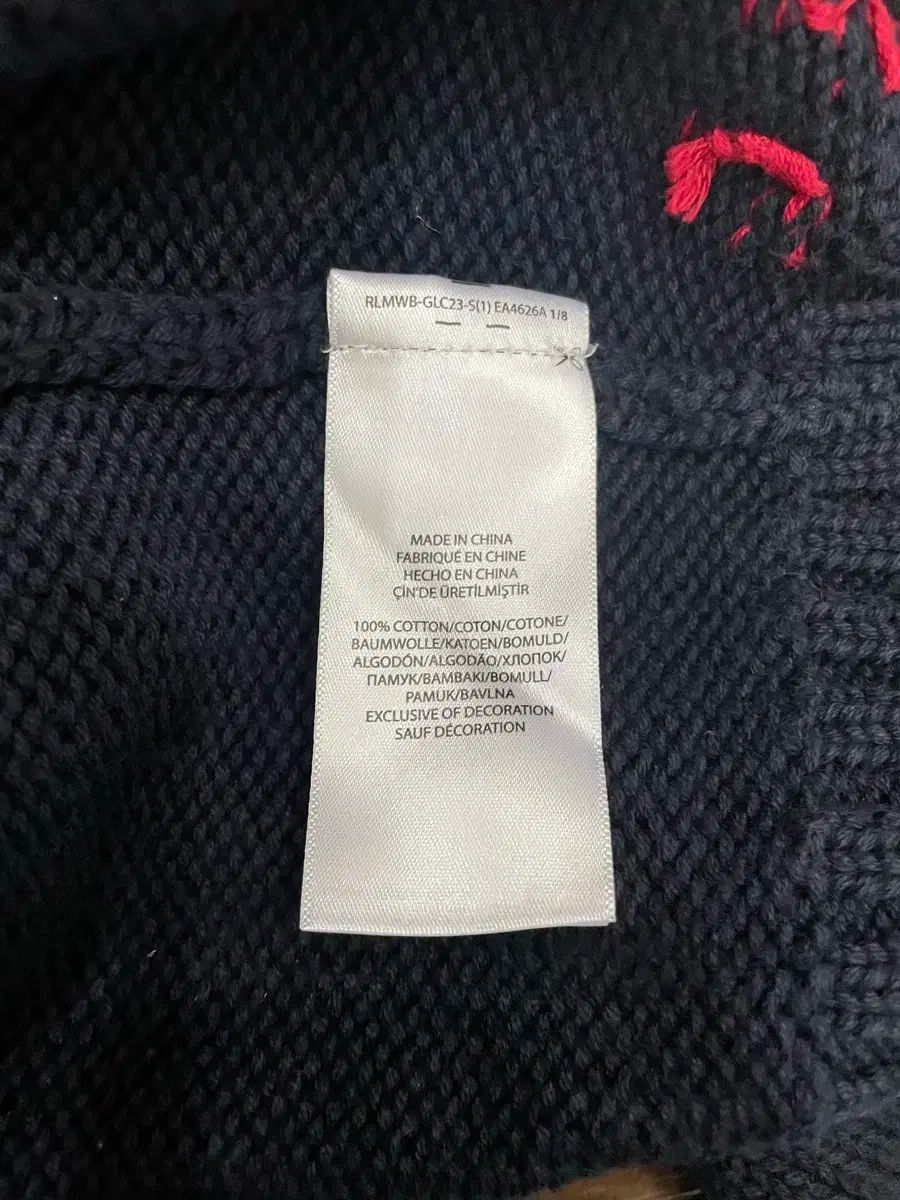 RLMWB-GLC23-S(1) EA4626A 1/8
MADE IN CHINA
FABRIQUÉ EN CHINE
HECHO EN CHINA
ÇİN'DE ÜRETİLMİŞTİR
100% COTTON/COTON/COTONE/
BAUMWOLLE/KATOEN/BOMULD/
ALGODÓN/ALGODÃO/ХЛОПОК/
ПАМУК/BAMBAKI/BOMULL/
PAMUK/BAVLNA
EXCLUSIVE OF DECORATION
SAUF DÉCORATION